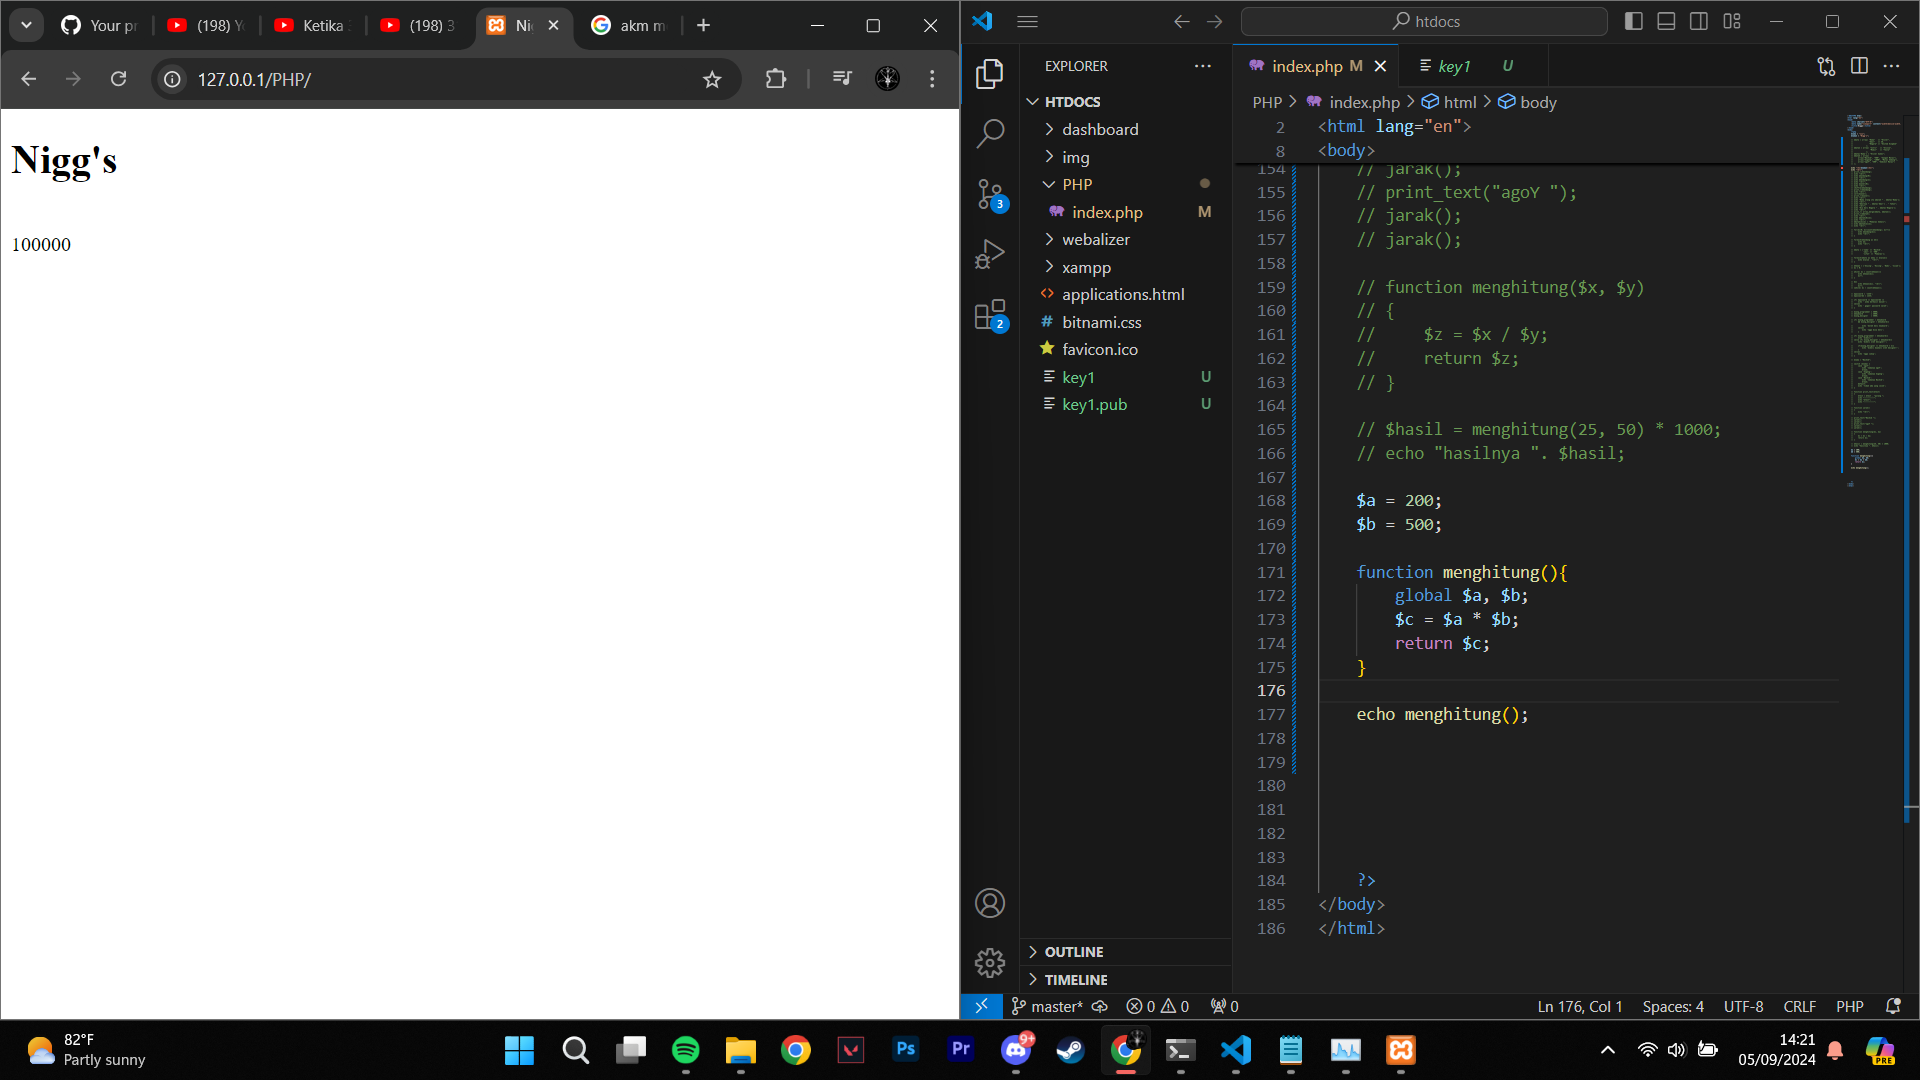 Your pr
(198) Y
Ketika
(198) 3
Ni
akm m
127.0.0.1/PHP/
Nigg's
100000
htdocs
EXPLORER
HTDOCS
dashboard
img
PHP
index.php M
webalizer
xampp
applications.html
bitnami.css
favicon.ico
key1 U
key1.pub U
OUTLINE
TIMELINE
3
2
index.php M
key1 U
PHP > index.php > html > body
2 <html lang="en">
8 <body>
154 // jarak();
155 // print_text("agoY ");
156 // jarak();
157 // jarak();
158
159 // function menghitung($x, $y)
160 // {
161 //     $z = $x / $y;
162 //     return $z;
163 // }
164
165 // $hasil = menghitung(25, 50) * 1000;
166 // echo "hasilnya ". $hasil;
167
168 $a = 200;
169 $b = 500;
170
171 function menghitung(){
172     global $a, $b;
173     $c = $a * $b;
174     return $c;
175 }
176
177 echo menghitung();
178
179
180
181
182
183
184 ?>
185 </body>
186 </html>
master* 0 0 0
Ln 176, Col 1 Spaces: 4 UTF-8 CRLF PHP
82°F
Partly sunny
Ps
Pr
9+
14:21
05/09/2024
PRE